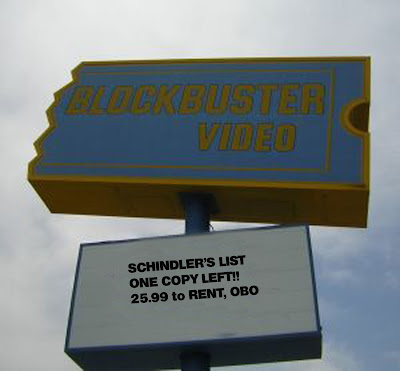 BLOCKBUSTER
VIDEO
SCHINDLER'S LIST
ONE COPY LEFT!!
25.99 to RENT, OBO